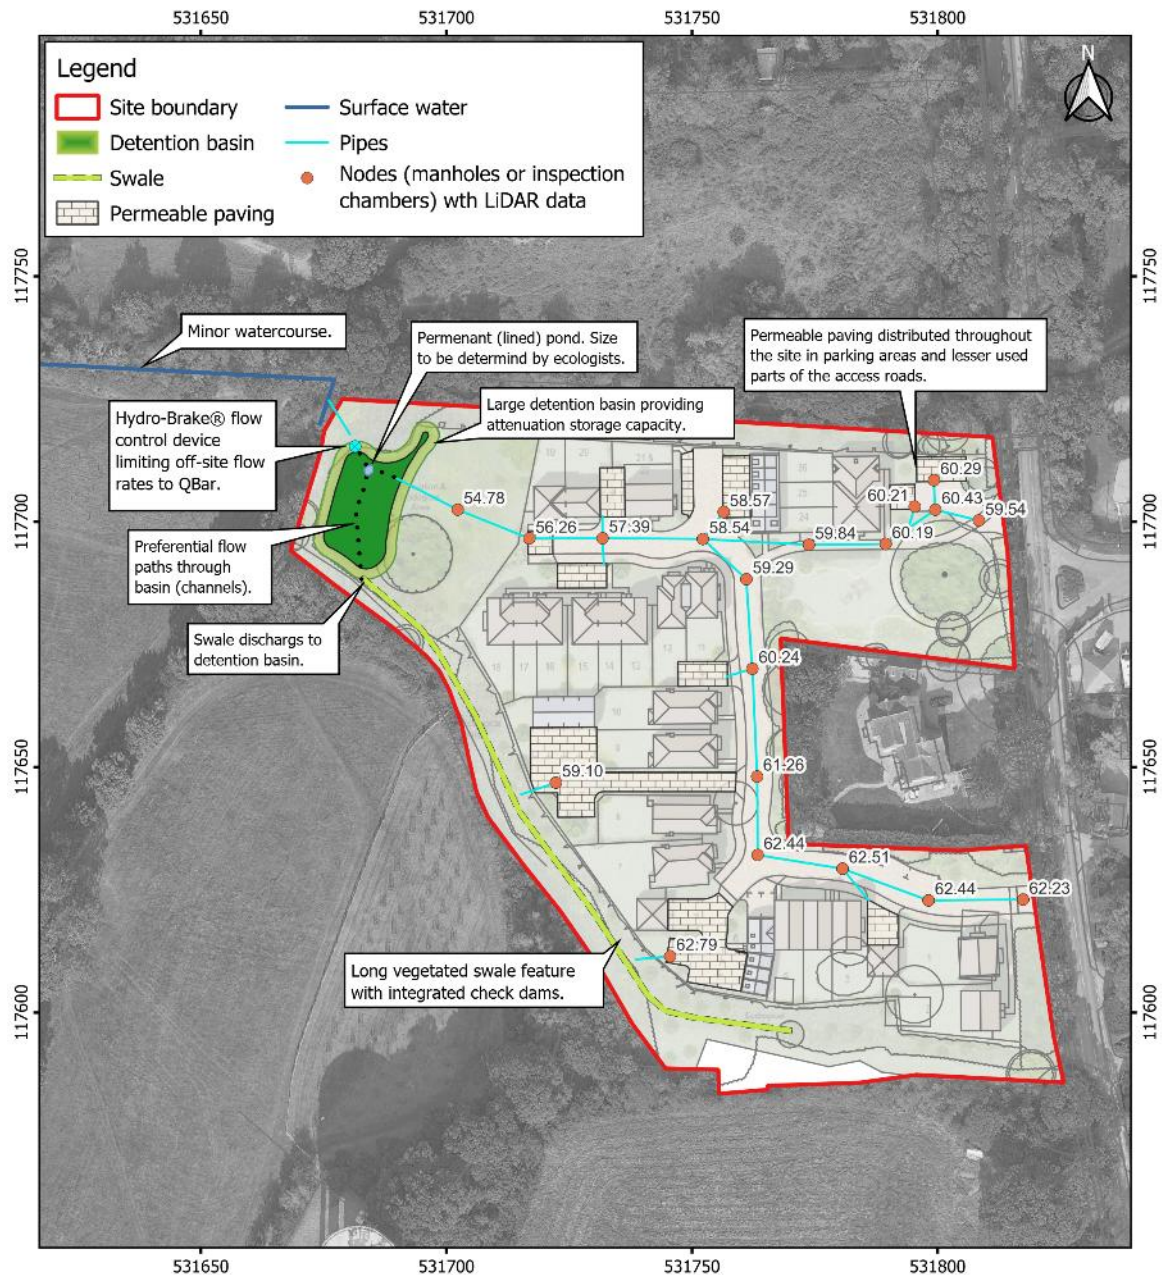 531650 531700 531750 531800
N
Legend
Site boundary
Detention basin
Swale
Permeable paving
Surface water
Pipes
Nodes (manholes or inspection
chambers) wth LiDAR data
117750
117750
Minor watercourse.
Permenant (lined) pond. Size
to be determind by ecologists.
Permeable paving distributed throughout
the site in parking areas and lesser used
parts of the access roads.
Hydro-Brake® flow
control device
limiting off-site flow
rates to QBar.
Large detention basin providing
attenuation storage capacity.
60.29
54.78
58.57
60.21
60.43
59.54
117700
117700
56.26
57.39
58.54
59.84
60.19
Preferential flow
paths through
basin (channels).
59.29
Swale dischargs to
detention basin.
60.24
117650
117650
59.10
61.26
62.44
62.51
62.44
62.23
62.79
Long vegetated swale feature
with integrated check dams.
117600
117600
531650 531700 531750 531800